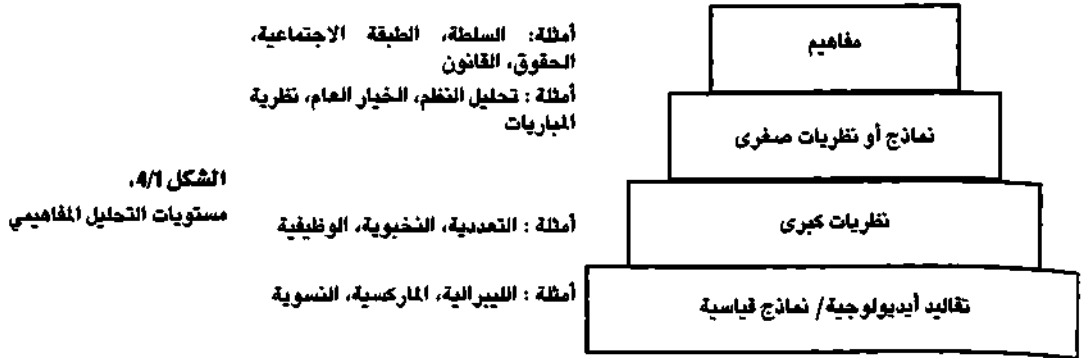 مفاهيم
أمثلة: السلطة، الطبقة الاجتماعية،
الحقوق، القانون
نماذج أو نظريات صغرى
أمثلة : تحليل النظم، الخيار العام، نظرية
المباريات
نظريات كبرى
أمثلة : التعددية، النخبوية، الوظيفية
تقاليد أيديولوجية/ نماذج قياسية
أمثلة : الليبرالية، الماركسية، النسوية
الشكل 4/1.
مستويات التحليل المفاهيمي